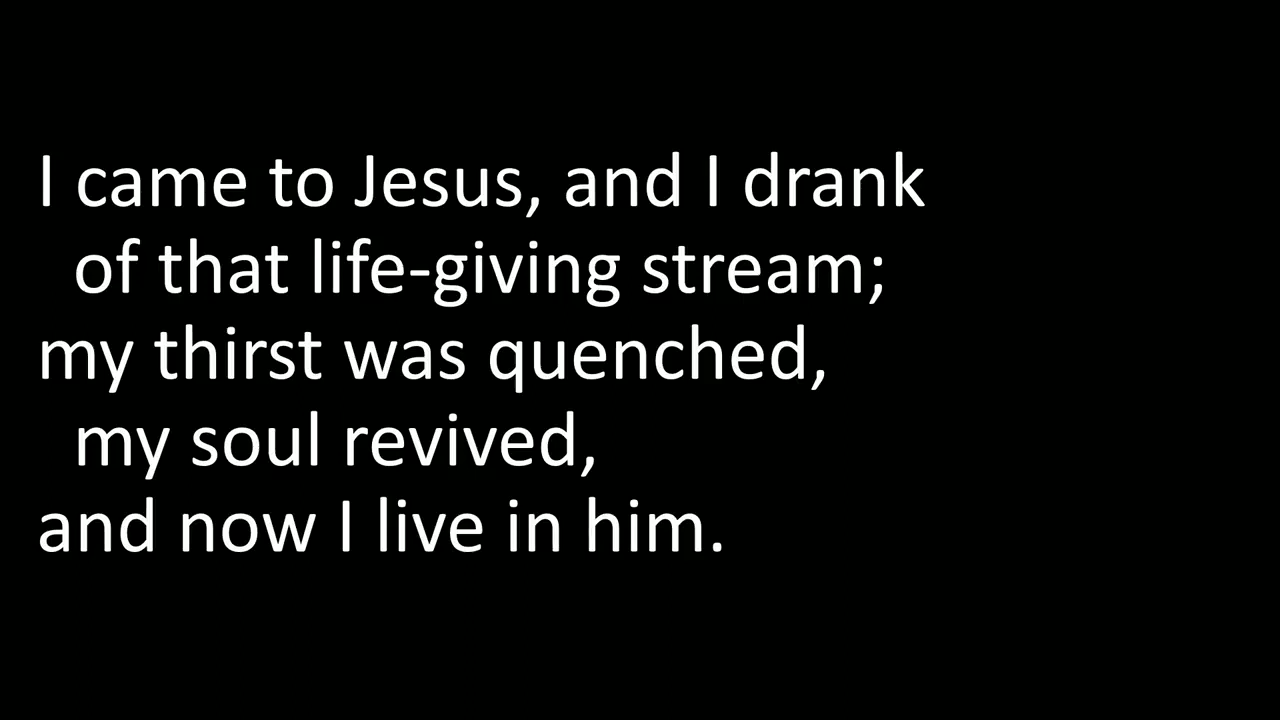 I came to Jesus, and I drank
of that life-giving stream;
my thirst was quenched,
my soul revived,
and now I live in him.